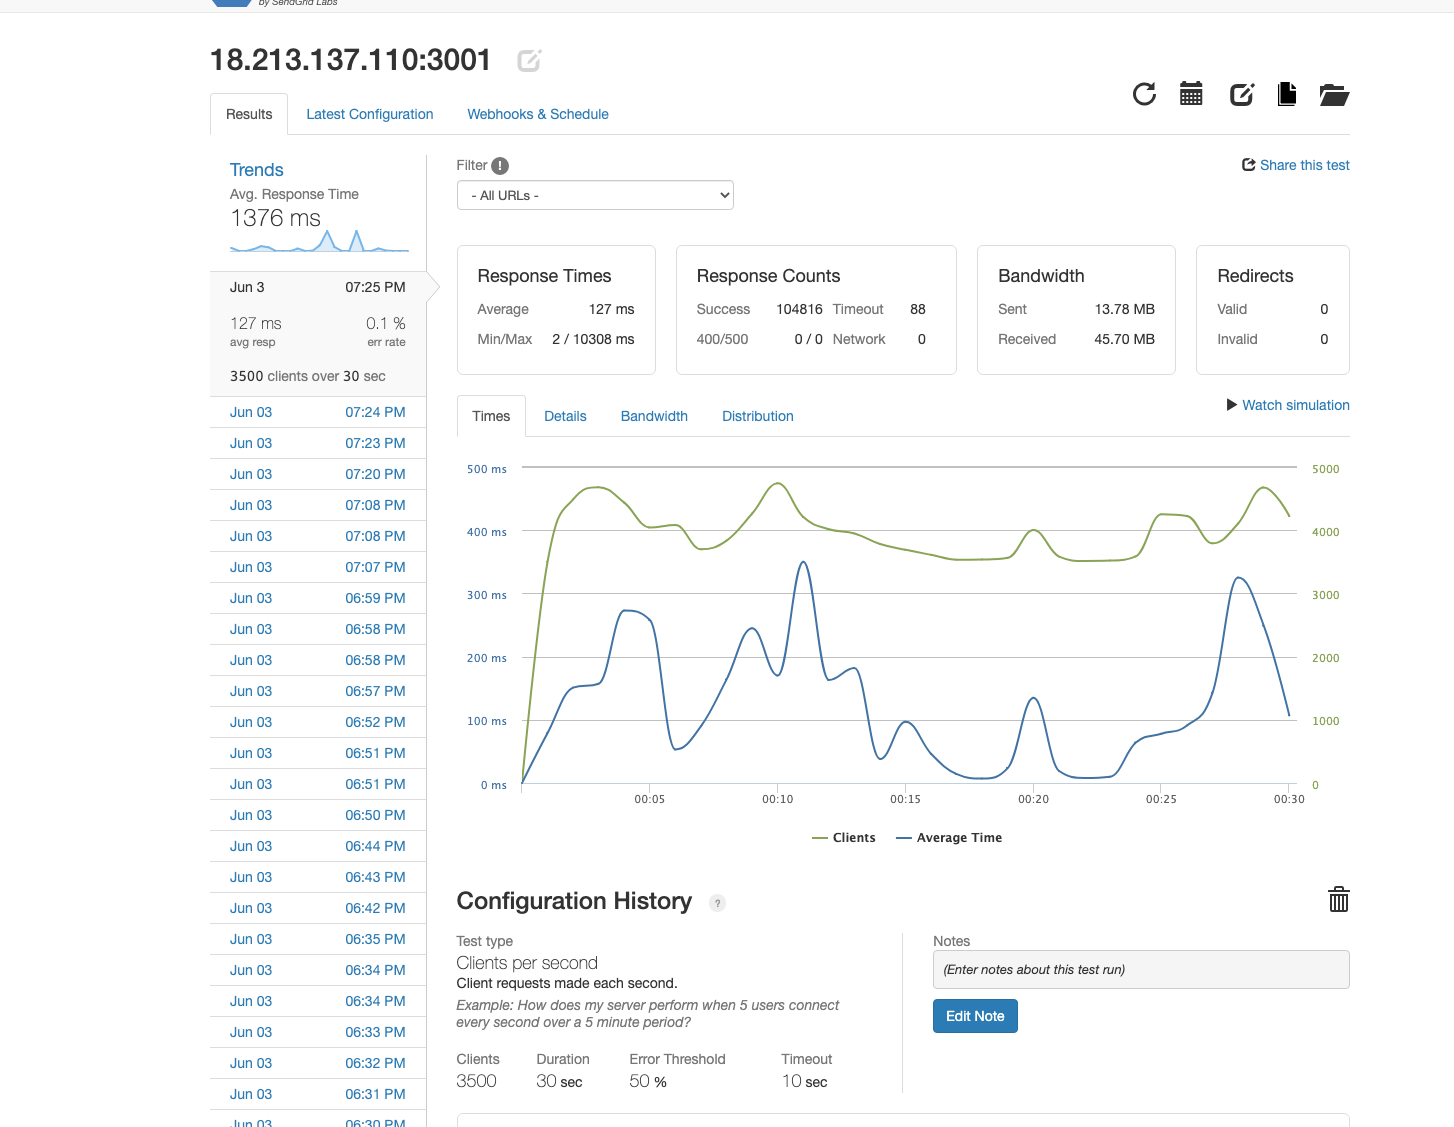 by SendGrid Labs
18.213.137.110:3001
Results
Latest Configuration
Webhooks & Schedule
Trends
Avg. Response Time
1376 ms
Jun 3 07:25 PM
127 ms 0.1 %
avg resp err rate
3500 clients over 30 sec
Jun 03 07:24 PM
Jun 03 07:23 PM
Jun 03 07:20 PM
Jun 03 07:08 PM
Jun 03 07:08 PM
Jun 03 07:07 PM
Jun 03 06:59 PM
Jun 03 06:58 PM
Jun 03 06:58 PM
Jun 03 06:57 PM
Jun 03 06:52 PM
Jun 03 06:51 PM
Jun 03 06:51 PM
Jun 03 06:50 PM
Jun 03 06:44 PM
Jun 03 06:43 PM
Jun 03 06:42 PM
Jun 03 06:35 PM
Jun 03 06:34 PM
Jun 03 06:34 PM
Jun 03 06:33 PM
Jun 03 06:32 PM
Jun 03 06:31 PM
Jun 03 06:30 PM
Filter !
- All URLs -
Share this test
Response Times
Average 127 ms
Min/Max 2 / 10308 ms
Response Counts
Success 104816 Timeout 88
400/500 0 / 0 Network 0
Bandwidth
Sent 13.78 MB
Received 45.70 MB
Redirects
Valid 0
Invalid 0
Times
Details
Bandwidth
Distribution
Watch simulation
500 ms 5000
400 ms 4000
300 ms 3000
200 ms 2000
100 ms 1000
0 ms 0
00:05 00:10 00:15 00:20 00:25 00:30
Clients Average Time
Configuration History ?
Test type
Clients per second
Client requests made each second.
Example: How does my server perform when 5 users connect
every second over a 5 minute period?
Clients Duration Error Threshold Timeout
3500 30 sec 50 % 10 sec
Notes
(Enter notes about this test run)
Edit Note